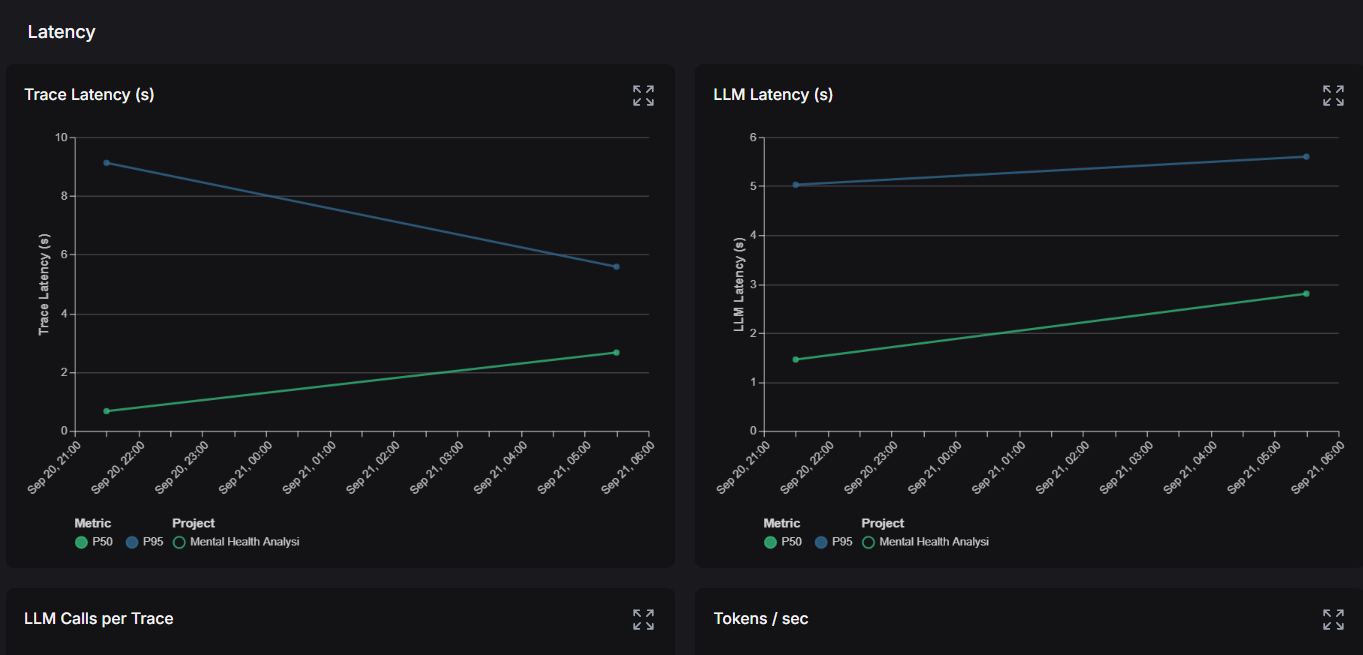 Latency
Trace Latency (s)
10
8
6
4
2
0
Trace Latency (s)
Sep 20, 21:00
Sep 20, 22:00
Sep 20, 23:00
Sep 21, 00:00
Sep 21, 01:00
Sep 21, 02:00
Sep 21, 03:00
Sep 21, 04:00
Sep 21, 05:00
Sep 21, 06:00
Metric Project
P50 P95 Mental Health Analysi
LLM Latency (s)
6
5
4
3
2
1
0
LLM Latency (s)
Sep 20, 21:00
Sep 20, 22:00
Sep 20, 23:00
Sep 21, 00:00
Sep 21, 01:00
Sep 21, 02:00
Sep 21, 03:00
Sep 21, 04:00
Sep 21, 05:00
Sep 21, 06:00
Metric Project
P50 P95 Mental Health Analysi
LLM Calls per Trace
Tokens / sec